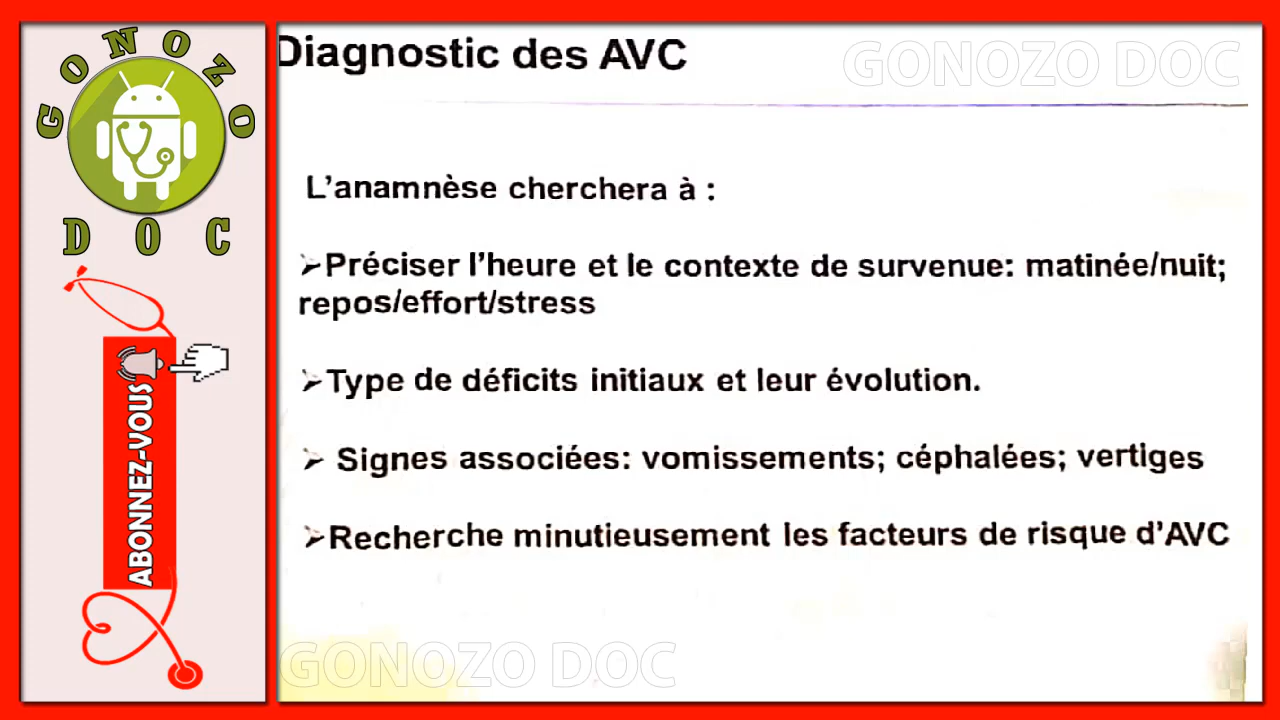 GONOZO
DOC
ABONNEZ-VOUS
Diagnostic des AVC
GONOZO DOC
L'anamnèse cherchera à :
➢Préciser l'heure et le contexte de survenue: matinée/nuit;
repos/effort/stress
➢Type de déficits initiaux et leur évolution.
➢ Signes associées: vomissements; céphalées; vertiges
➢Recherche minutieusement les facteurs de risque d'AVC
GONOZO DOC